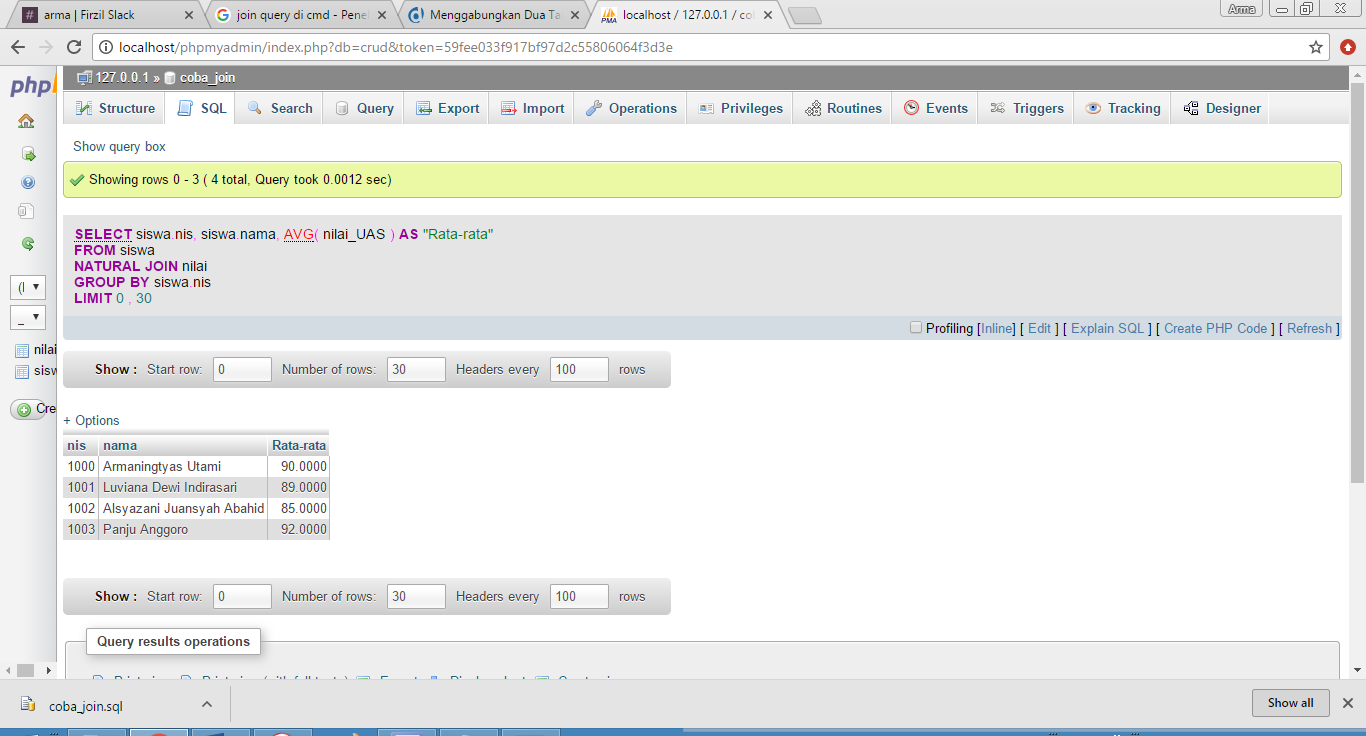 arma | Firzil Slack
join query di cmd - Pene
Menggabungkan Dua Ta
localhost / 127.0.0.1 / co
Arma
localhost/phpmyadmin/index.php?db=crud&token=59fee033f917bf97d2c55806064f3d3e
php
127.0.0.1 » coba_join
Structure SQL Search Query Export Import Operations Privileges Routines Events Triggers Tracking Designer
Show query box
Showing rows 0 - 3 ( 4 total, Query took 0.0012 sec)
SELECT siswa.nis, siswa.nama, AVG( nilai_UAS ) AS "Rata-rata"
FROM siswa
NATURAL JOIN nilai
GROUP BY siswa.nis
LIMIT 0 , 30
Profiling [Inline] [ Edit ] [ Explain SQL ] [ Create PHP Code ] [ Refresh ]
nilai
sisw
Cre
Show : Start row: 0 Number of rows: 30 Headers every 100 rows
+ Options
nis nama Rata-rata
1000 Armaningtyas Utami 90.0000
1001 Luviana Dewi Indirasari 89.0000
1002 Alsyazani Juansyah Abahid 85.0000
1003 Panju Anggoro 92.0000
Show : Start row: 0 Number of rows: 30 Headers every 100 rows
Query results operations
coba_join.sql
Show all